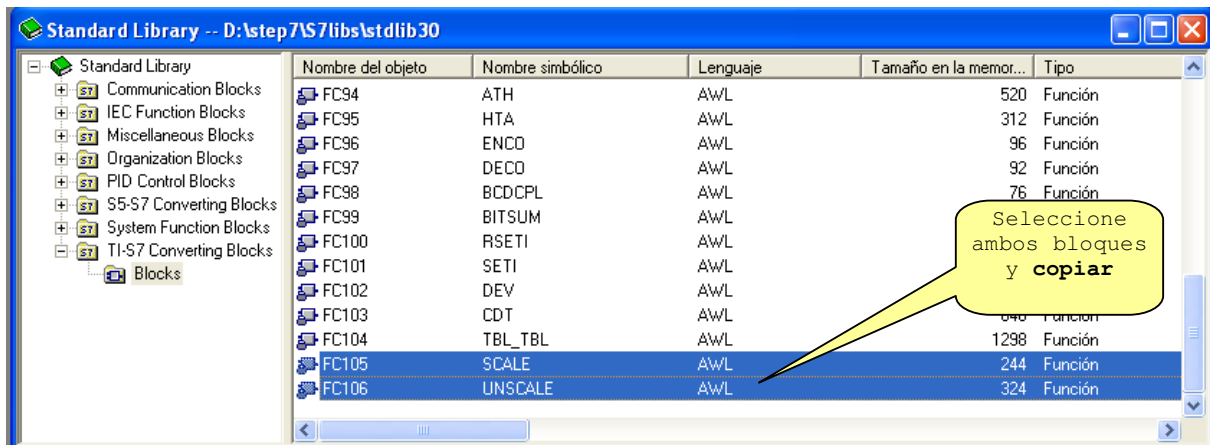 Standard Library -- D:\step7\S7libs\stdlib30
Standard Library
Communication Blocks
IEC Function Blocks
Miscellaneous Blocks
Organization Blocks
PID Control Blocks
S5-S7 Converting Blocks
System Function Blocks
TI-S7 Converting Blocks
Blocks
Nombre del objeto Nombre simbólico Lenguaje Tamaño en la memor... Tipo
FC94 ATH AWL 520 Función
FC95 HTA AWL 312 Función
FC96 ENCO AWL 96 Función
FC97 DECO AWL 92 Función
FC98 BCDCPL AWL 76 Función
FC99 BITSUM AWL
FC100 RSETI AWL
FC101 SETI AWL
FC102 DEV AWL
FC103 CDT AWL Función
FC104 TBL_TBL AWL 1298 Función
FC105 SCALE AWL 244 Función
FC106 UNSCALE AWL 324 Función
Seleccione
ambos bloques
y copiar